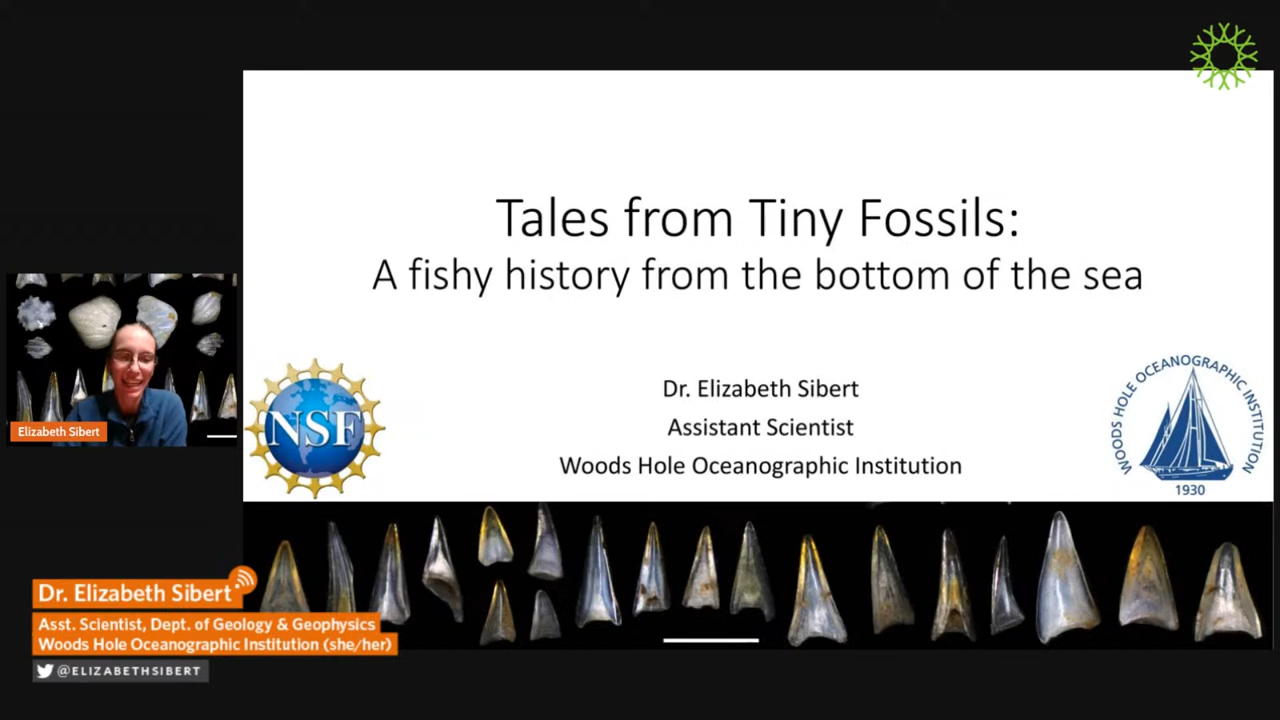 Tales from Tiny Fossils:
A fishy history from the bottom of the sea
Elizabeth Sibert
NSF
Dr. Elizabeth Sibert
Assistant Scientist
Woods Hole Oceanographic Institution
WOODS HOLE OCEANOGRAPHIC INSTITUTION
1930
Dr. Elizabeth Sibert
Asst. Scientist, Dept. of Geology & Geophysics
Woods Hole Oceanographic Institution (she/her)
@ELIZABETHSIBERT